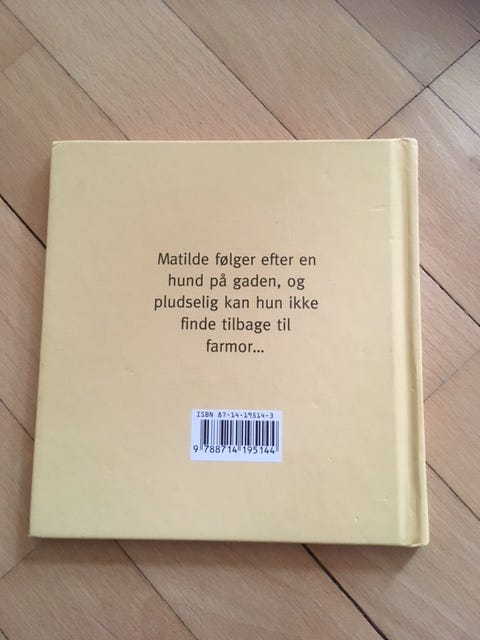 Matilde følger efter en
hund på gaden, og
pludselig kan hun ikke
finde tilbage til
farmor...
ISBN 87-14-19514-3
9 788714 195144